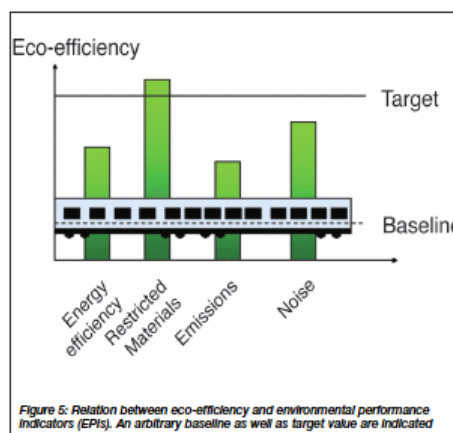 Eco-efficiency
Target
Baseline
Energy
efficiency
Restricted
Materials
Emissions
Noise
Figure 5: Relation between eco-efficiency and environmental performance
indicators (EPIs). An arbitrary baseline as well as target value are indicated